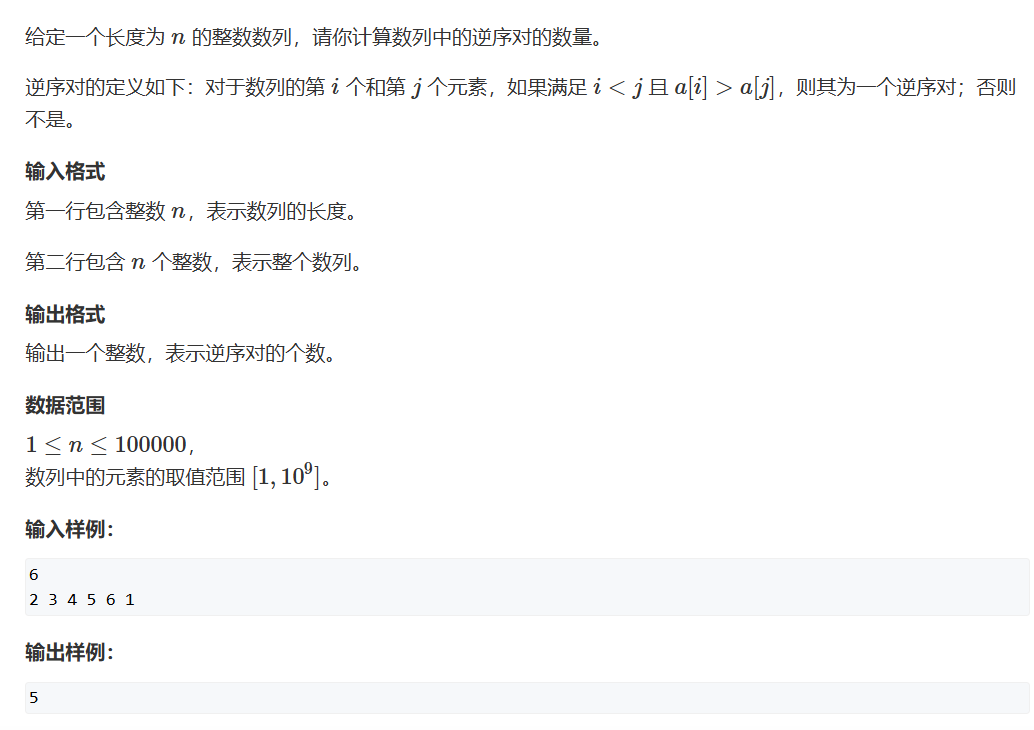 给定一个长度为 n 的整数数列，请你计算数列中的逆序对的数量。
逆序对的定义如下：对于数列的第 i 个和第 j 个元素，如果满足 i < j 且 a[i] > a[j]，则其为一个逆序对；否则
不是。
输入格式
第一行包含整数 n，表示数列的长度。
第二行包含 n 个整数，表示整个数列。
输出格式
输出一个整数，表示逆序对的个数。
数据范围
1 ≤ n ≤ 100000，
数列中的元素的取值范围 [1, 10⁹]。
输入样例：
6
2 3 4 5 6 1
输出样例：
5